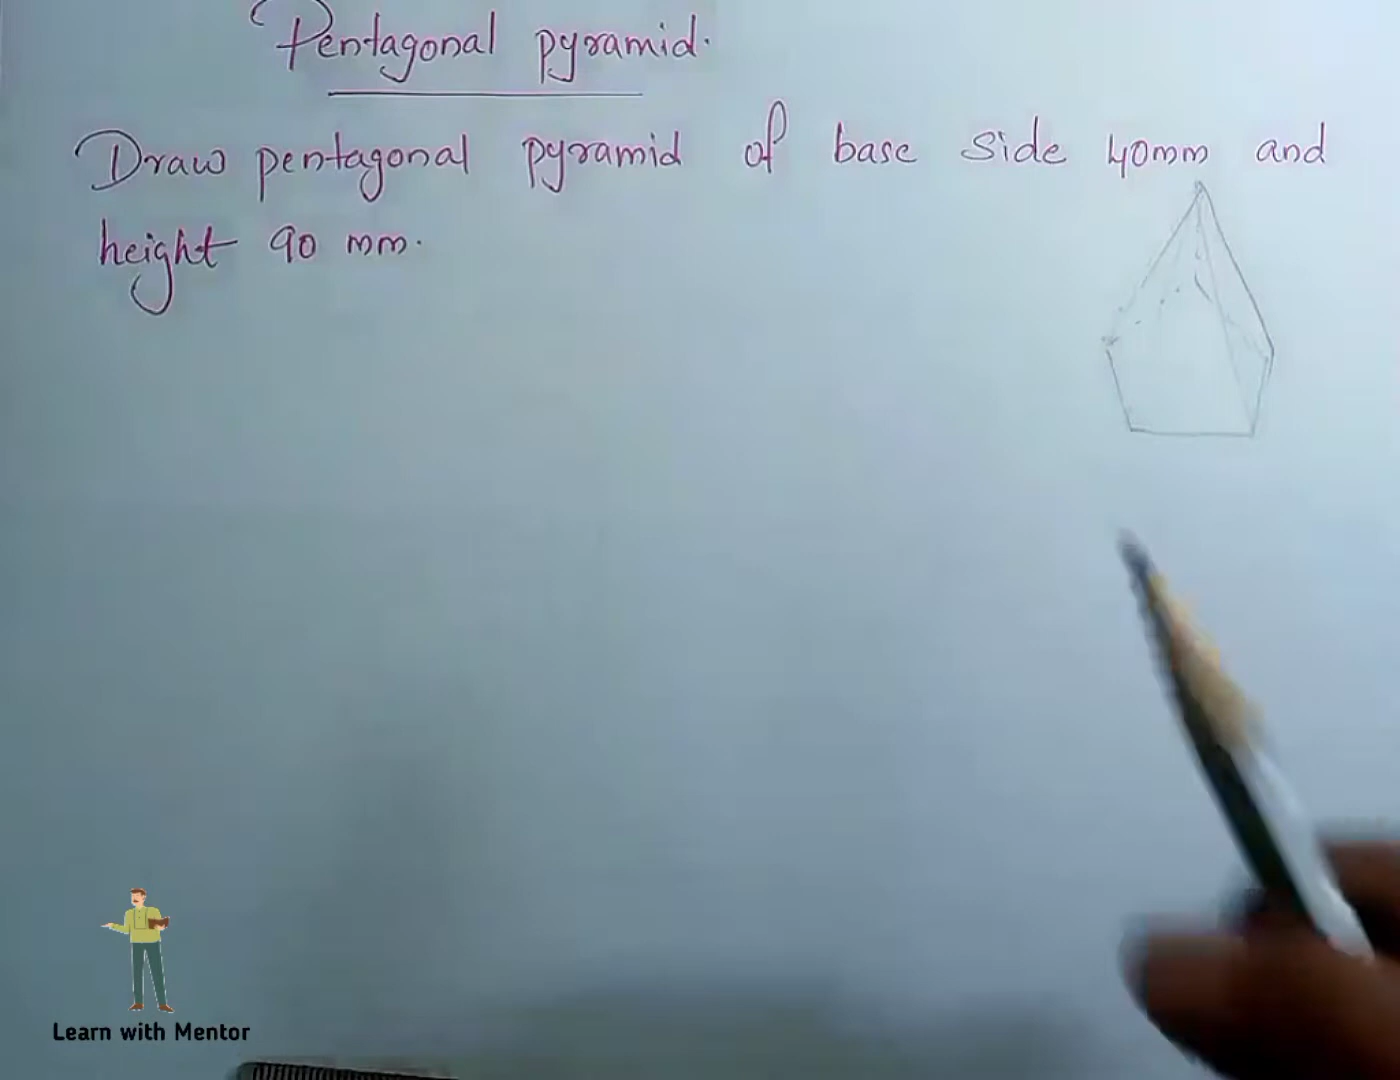 Pentagonal pyramid.
Draw pentagonal pyramid of base side 40mm and
height 90 mm.
Learn with Mentor